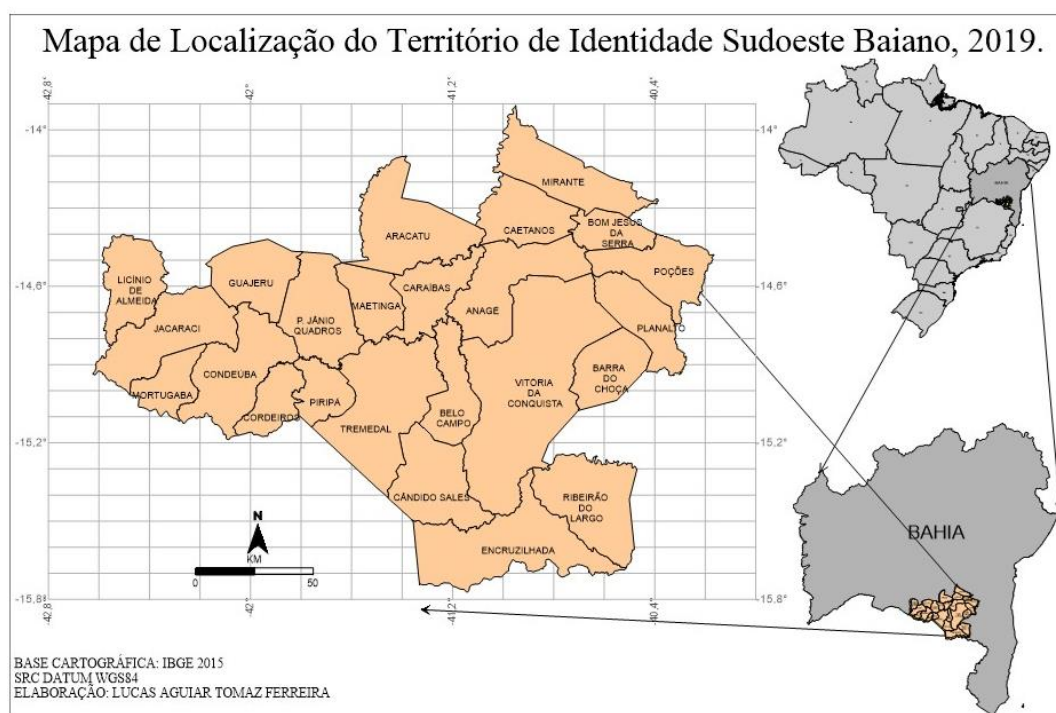 Mapa de Localização do Território de Identidade Sudoeste Baiano, 2019.
42.8°
42°
41.2°
40.4°
-14°
-14°
MIRANTE
ARACATU
CAETANOS
BOM JESUS
DA
SERRA
BAHIA
LICÍNIO
DE
ALMEIDA
GUAJERU
CARAÍBAS
POÇÕES
-14.6°
-14.6°
MAETINGA
ANAGE
JACARACI
P. JÂNIO
QUADROS
PLANALTO
CONDEÚBA
BARRA
DO
CHOÇA
MORTUGABA
PIRIPÁ
VITORIA
DA
CONQUISTA
CORDEIROS
BELO
CAMPO
TREMEDAL
-15.2°
-15.2°
CÂNDIDO SALES
RIBEIRÃO
DO
LARGO
N
KM
0
50
ENCRUZILHADA
-15.8°
-15.8°
42.8°
42°
41.2°
40.4°
BAHIA
BASE CARTOGRÁFICA: IBGE 2015
SRC DATUM WGS84
ELABORAÇÃO: LUCAS AGUIAR TOMAZ FERREIRA